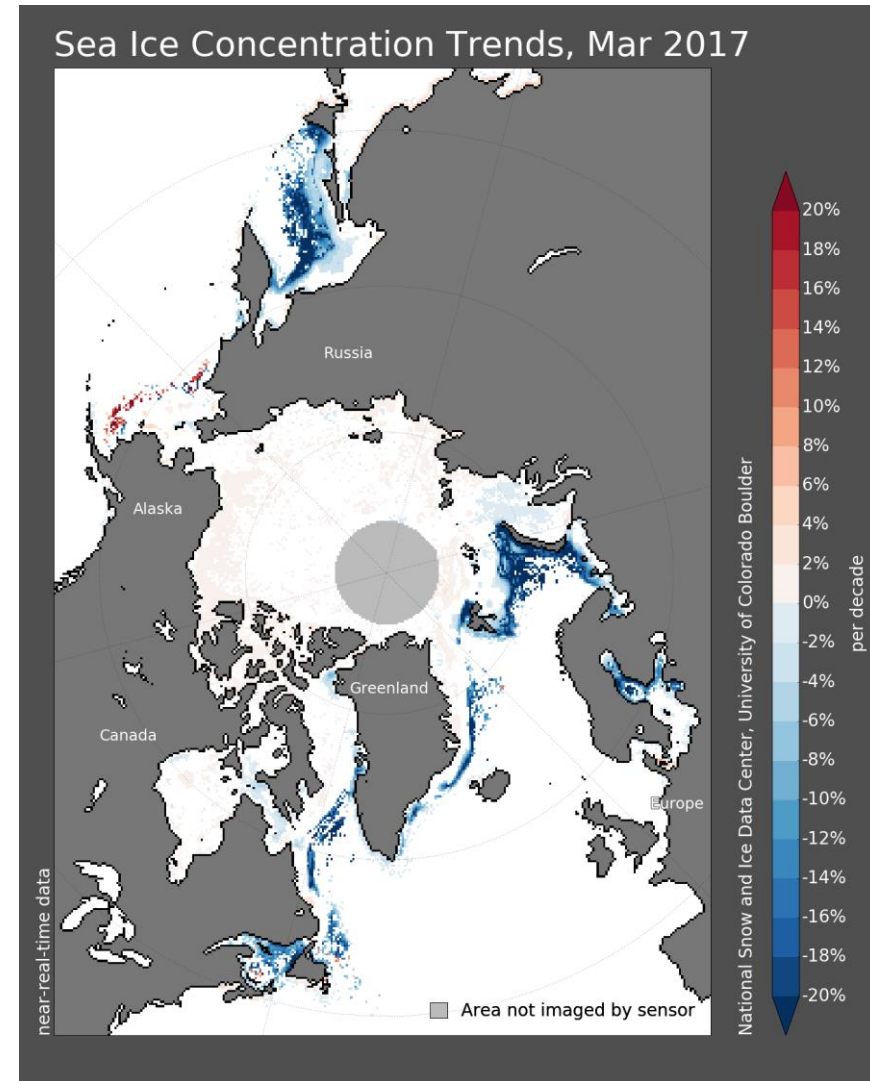 Sea Ice Concentration Trends, Mar 2017
Russia
Alaska
Greenland
Canada
Europe
near-real-time data
Area not imaged by sensor
National Snow and Ice Data Center, University of Colorado Boulder
20%
18%
16%
14%
12%
10%
8%
6%
4%
2%
0%
-2%
-4%
-6%
-8%
-10%
-12%
-14%
-16%
-18%
-20%
per decade